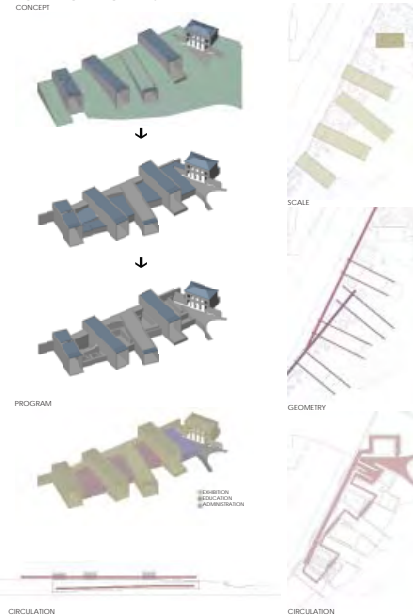 CONCEPT
SCALE
PROGRAM
GEOMETRY
EXHIBITION
EDUCATION
ADMINISTRATION
CIRCULATION
CIRCULATION